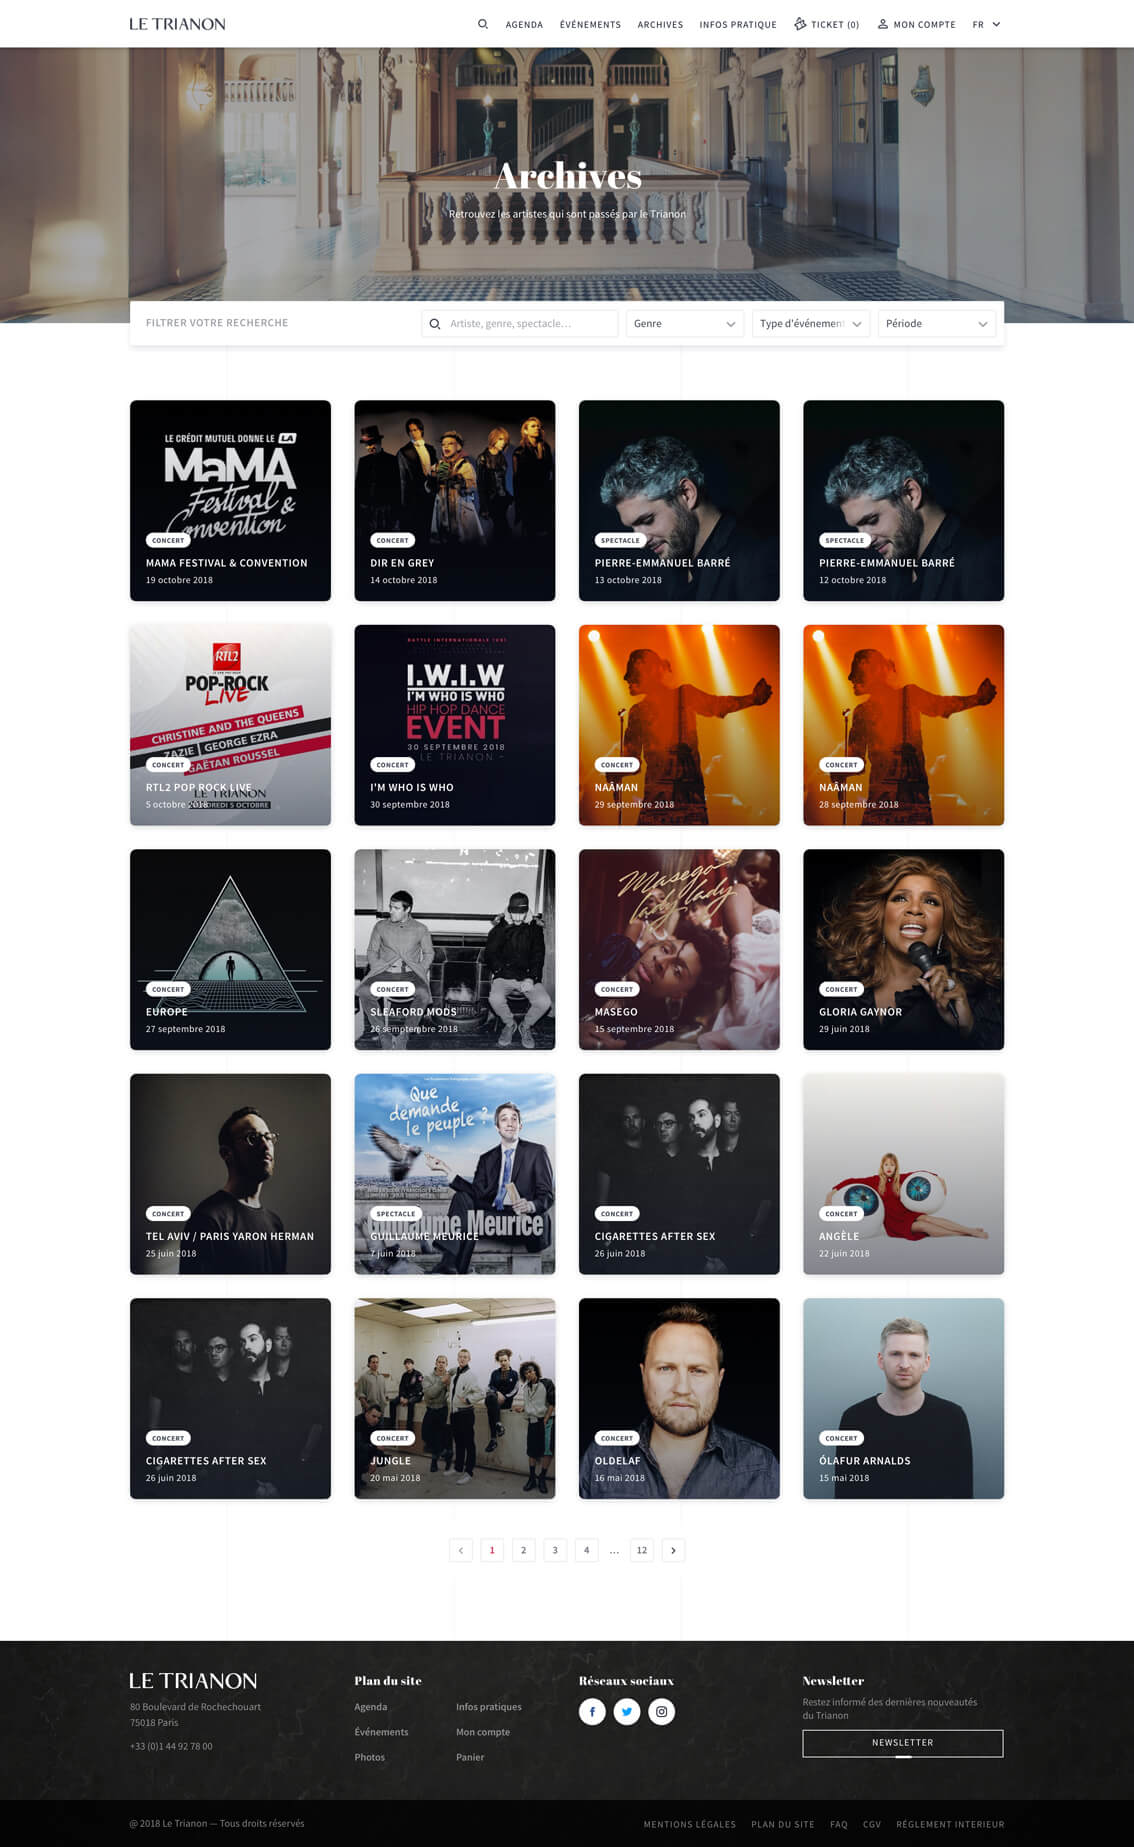 LE TRIANON
AGENDA
ÉVÉNEMENTS
ARCHIVES
INFOS PRATIQUE
TICKET (0)
MON COMPTE
FR
Archives
Retrouvez les artistes qui sont passés par le Trianon
FILTRER VOTRE RECHERCHE
Artiste, genre, spectacle...
Genre
Type d'événement
Période
LE CRÉDIT MUTUEL DONNE LE LA
MaMA
Festival &
Convention
CONCERT
MAMA FESTIVAL & CONVENTION
19 octobre 2018
CONCERT
DIR EN GREY
14 octobre 2018
SPECTACLE
PIERRE-EMMANUEL BARRÉ
13 octobre 2018
SPECTACLE
PIERRE-EMMANUEL BARRÉ
12 octobre 2018
RTL2
POP-ROCK
LIVE
CHRISTINE AND THE QUEENS
ZAZIE | GEORGE EZRA
GAËTAN ROUSSEL
CONCERT
RTL2 POP ROCK LIVE
LE TRIANON
5 octobre 2018
5 OCTOBRE
BATTLE INTERNATIONALE (US)
I.W.I.W
I'M WHO IS WHO
HIP HOP DANCE
EVENT
30 SEPTEMBRE 2018
LE TRIANON -
CONCERT
I'M WHO IS WHO
30 septembre 2018
CONCERT
NAÂMAN
29 septembre 2018
CONCERT
NAÂMAN
28 septembre 2018
CONCERT
EUROPE
27 septembre 2018
CONCERT
SLEAFORD MODS
26 semptembre 2018
Masego
lady lady
CONCERT
MASEGO
15 septembre 2018
CONCERT
GLORIA GAYNOR
29 juin 2018
CONCERT
TEL AVIV / PARIS YARON HERMAN
25 juin 2018
Que
demande
le peuple ?
SPECTACLE
Guillaume Meurice
GUILLAUME MEURICE
7 juin 2018
CONCERT
CIGARETTES AFTER SEX
26 juin 2018
CONCERT
ANGÈLE
22 juin 2018
CONCERT
CIGARETTES AFTER SEX
26 juin 2018
CONCERT
JUNGLE
20 mai 2018
CONCERT
OLDELAF
16 mai 2018
CONCERT
ÓLAFUR ARNALDS
15 mai 2018
< 1 2 3 4 ... 12 >
LE TRIANON
80 Boulevard de Rochechouart
75018 Paris
+33 (0)1 44 92 78 00
Plan du site
Agenda
Événements
Photos
Infos pratiques
Mon compte
Panier
Réseaux sociaux
Newsletter
Restez informé des dernières nouveautés
du Trianon
NEWSLETTER
@ 2018 Le Trianon — Tous droits réservés
MENTIONS LÉGALES
PLAN DU SITE
FAQ
CGV
RÉGLEMENT INTERIEUR